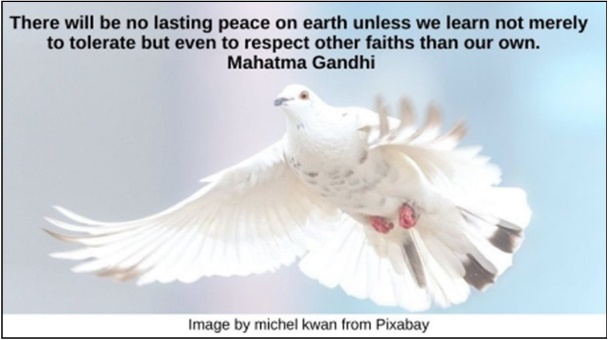 There will be no lasting peace on earth unless we learn not merely
to tolerate but even to respect other faiths than our own.
Mahatma Gandhi
Image by michel kwan from Pixabay